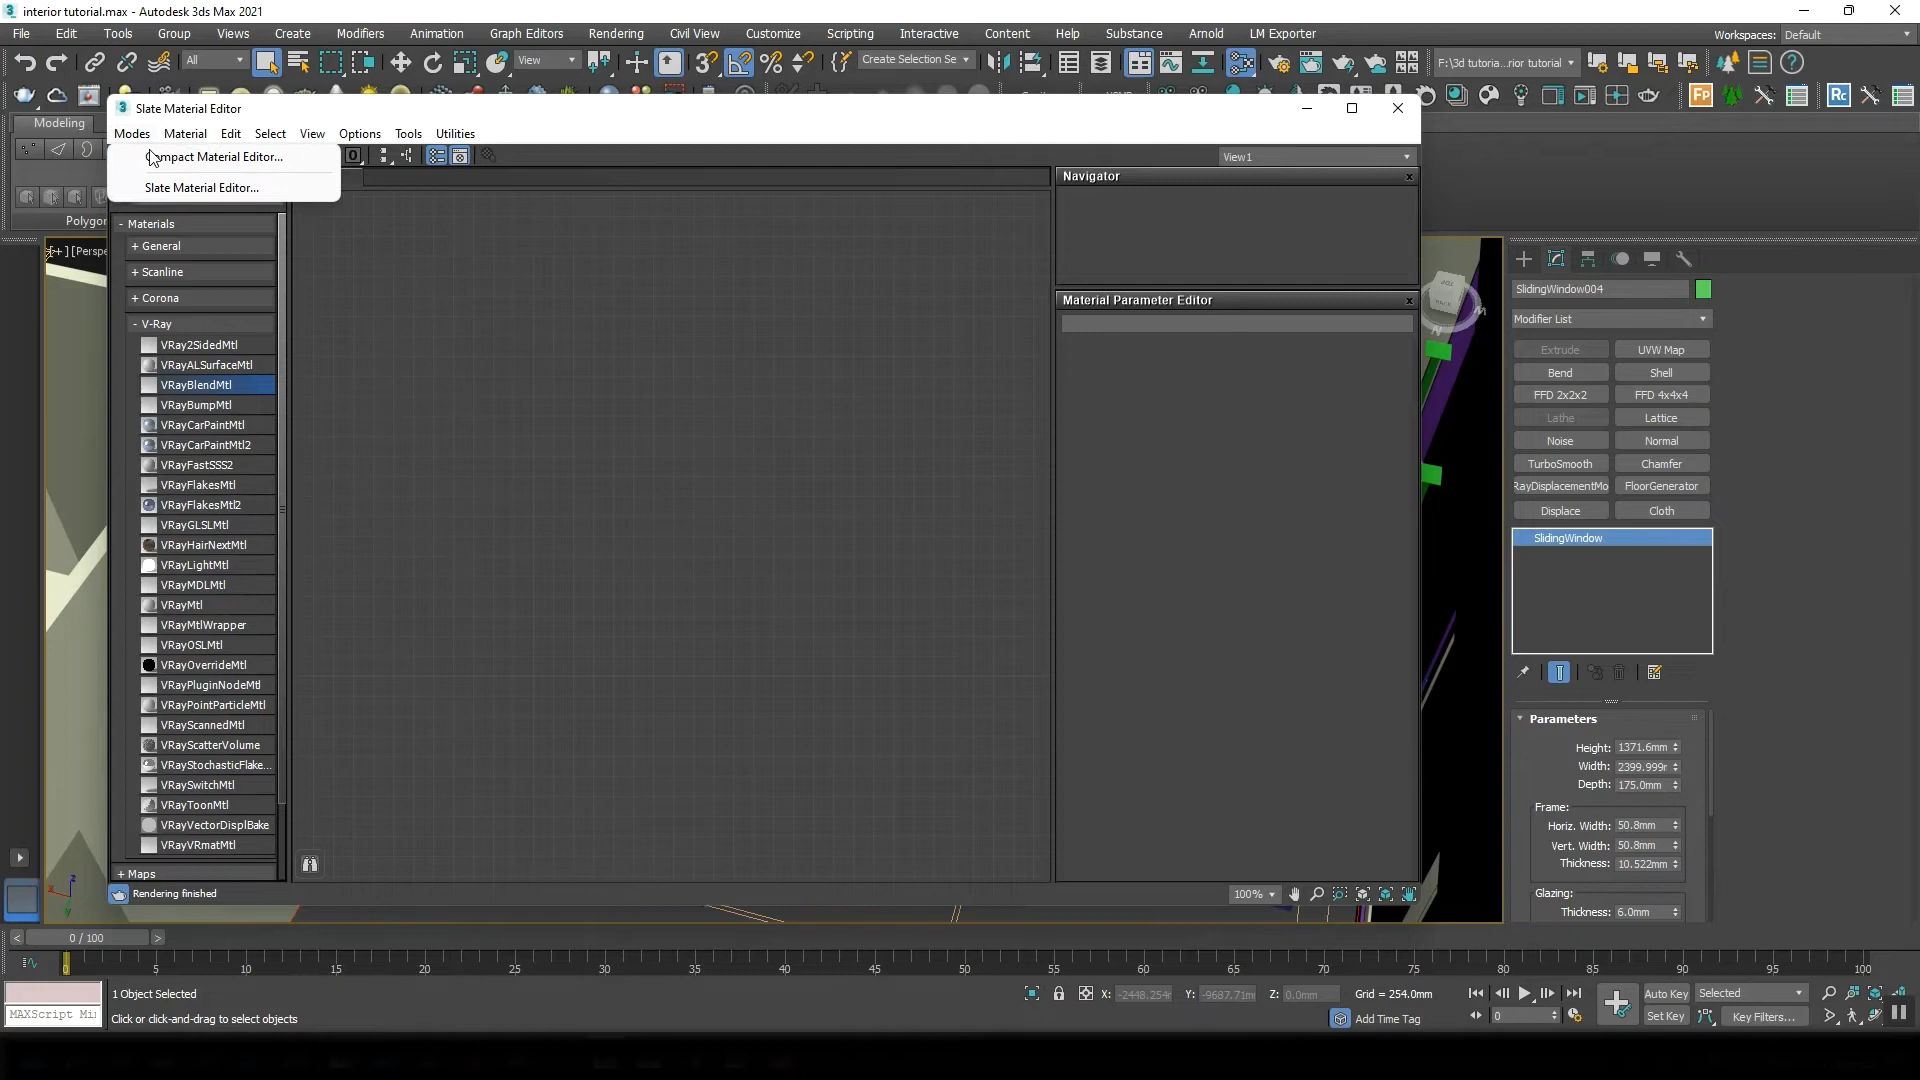 interior tutorial.max - Autodesk 3ds Max 2021
File Edit Tools Group Views Create Modifiers Animation Graph Editors Rendering Civil View Customize Scripting Interactive Content Help Substance Arnold LM Exporter
Workspaces: Default
All View Create Selection Se F:\3d tutoria...rior tutorial
Modeling
Polygon
[+][Perspe
Slate Material Editor
Modes Material Edit Select View Options Tools Utilities
Material Editor...
Slate Material Editor...
View1
- Materials
+ General
+ Scanline
+ Corona
- V-Ray
VRay2SidedMtl
VRayALSurfaceMtl
VRayBlendMtl
VRayBumpMtl
VRayCarPaintMtl
VRayCarPaintMtl2
VRayFastSSS2
VRayFlakesMtl
VRayFlakesMtl2
VRayGLSLMtl
VRayHairNextMtl
VRayLightMtl
VRayMDLMtl
VRayMtl
VRayMtlWrapper
VRayOSLMtl
VRayOverrideMtl
VRayPluginNodeMtl
VRayPointParticleMtl
VRayScannedMtl
VRayScatterVolume
VRayStochasticFlake...
VRaySwitchMtl
VRayToonMtl
VRayVectorDisplBake
VRayVRmatMtl
+ Maps
Rendering finished
Navigator
Material Parameter Editor
100%
SlidingWindow004
Modifier List
Extrude UVW Map
Bend Shell
FFD 2x2x2 FFD 4x4x4
Lathe Lattice
Noise Normal
TurboSmooth Chamfer
RayDisplacementMo FloorGenerator
Displace Cloth
SlidingWindow
Parameters
Height: 1371.6mm
Width: 2399.999r
Depth: 175.0mm
Frame:
Horiz. Width: 50.8mm
Vert. Width: 50.8mm
Thickness: 10.522mm
Glazing:
Thickness: 6.0mm
0 / 100
0 5 10 15 20 25 30 35 40 45 50 55 60 65 70 75 80 85 90 95 100
1 Object Selected
X: -2448.254r Y: -9687.71mm Z: 0.0mm Grid = 254.0mm
Auto Key Selected
MAXScript Mi
Click or click-and-drag to select objects
Add Time Tag
0
Set Key Key Filters...